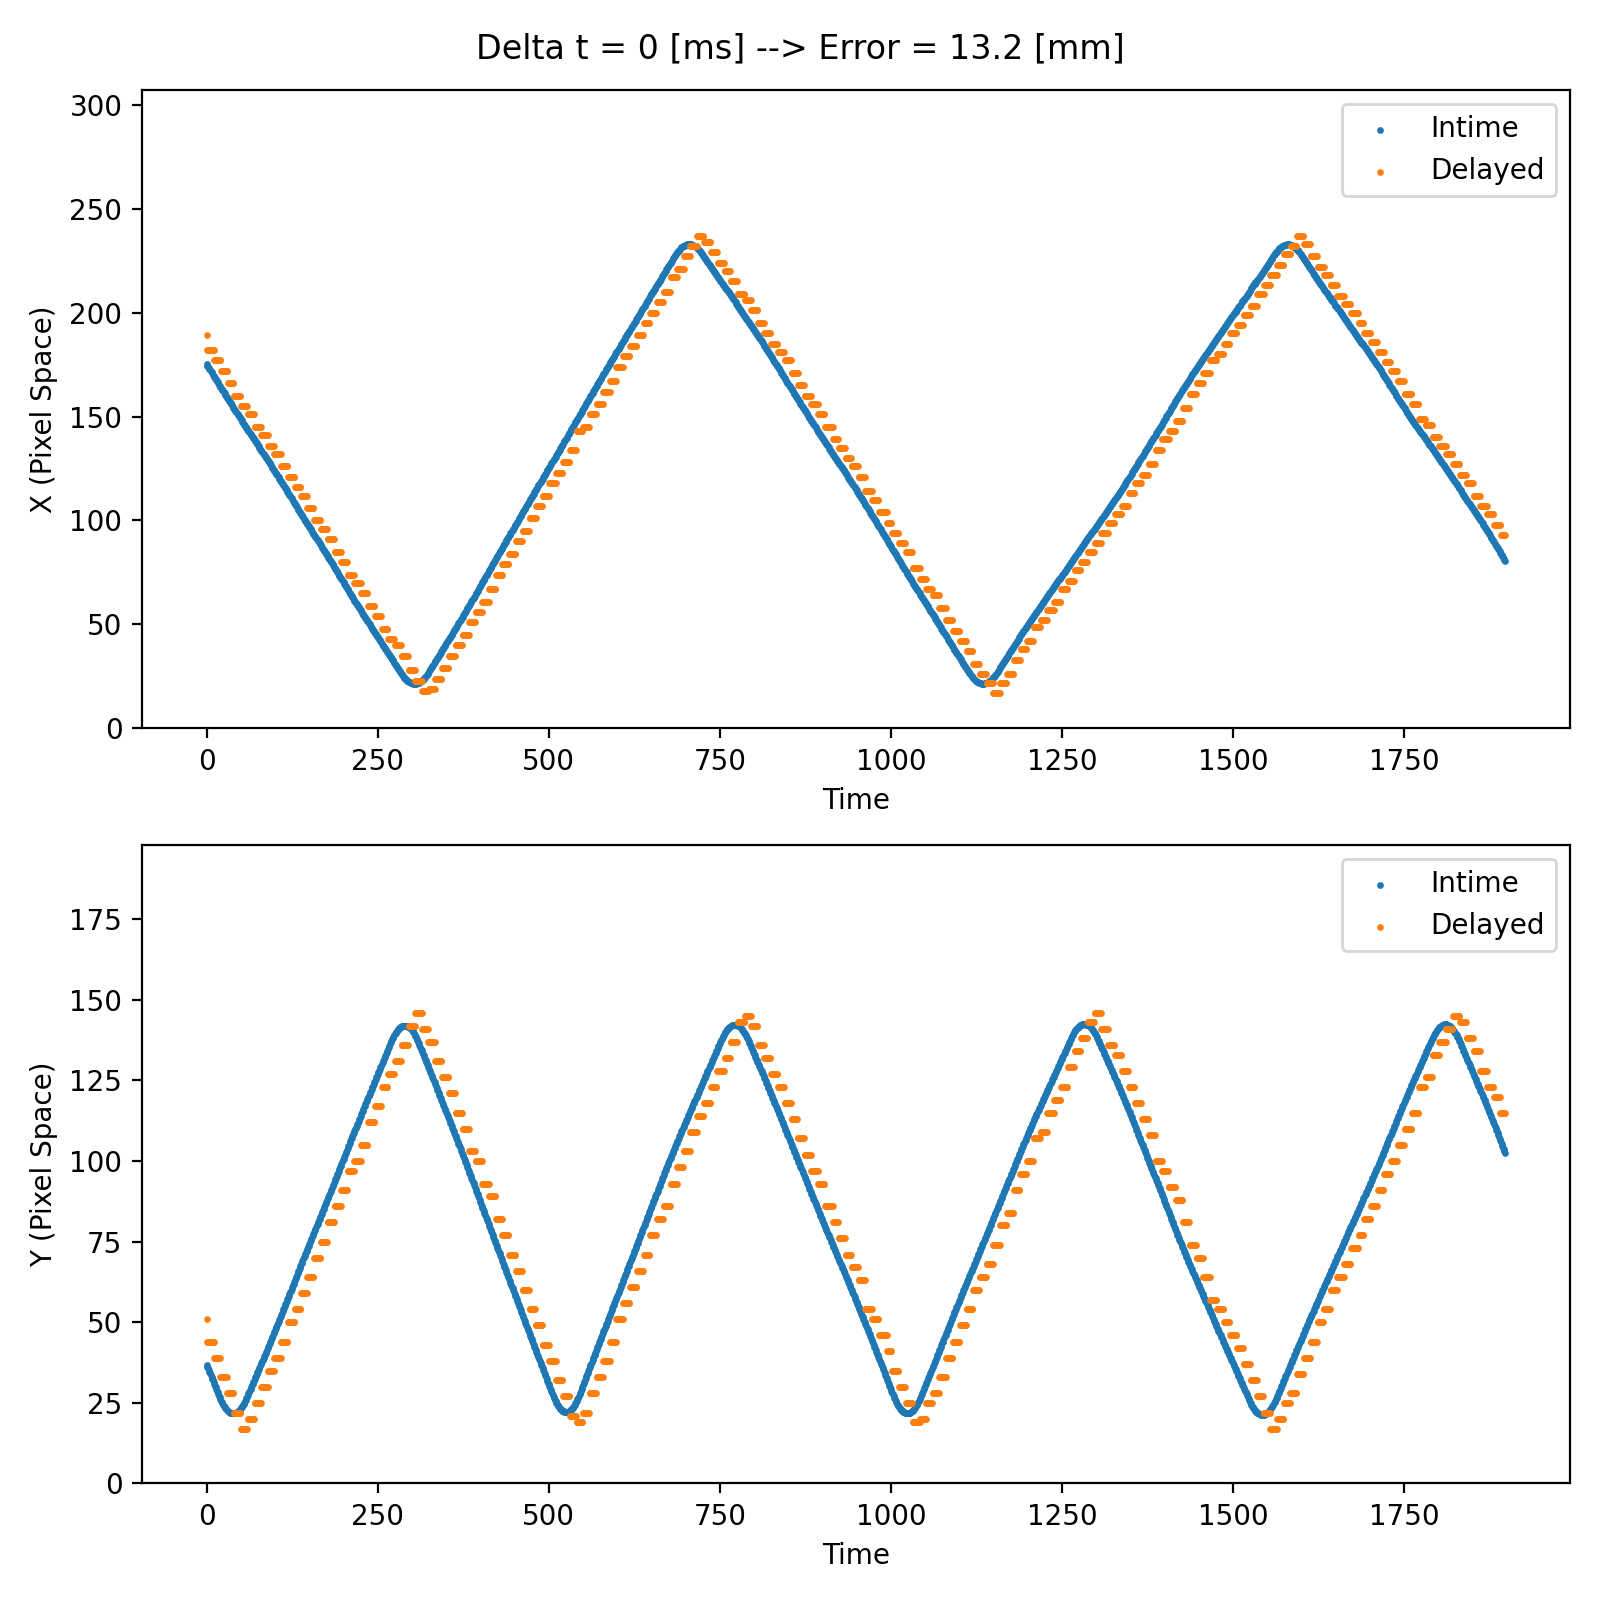 Delta t = 0 [ms] --> Error = 13.2 [mm]
300
250
200
150
100
50
0
X (Pixel Space)
Intime
Delayed
0 250 500 750 1000 1250 1500 1750
Time
175
150
125
100
75
50
25
0
Y (Pixel Space)
Intime
Delayed
0 250 500 750 1000 1250 1500 1750
Time